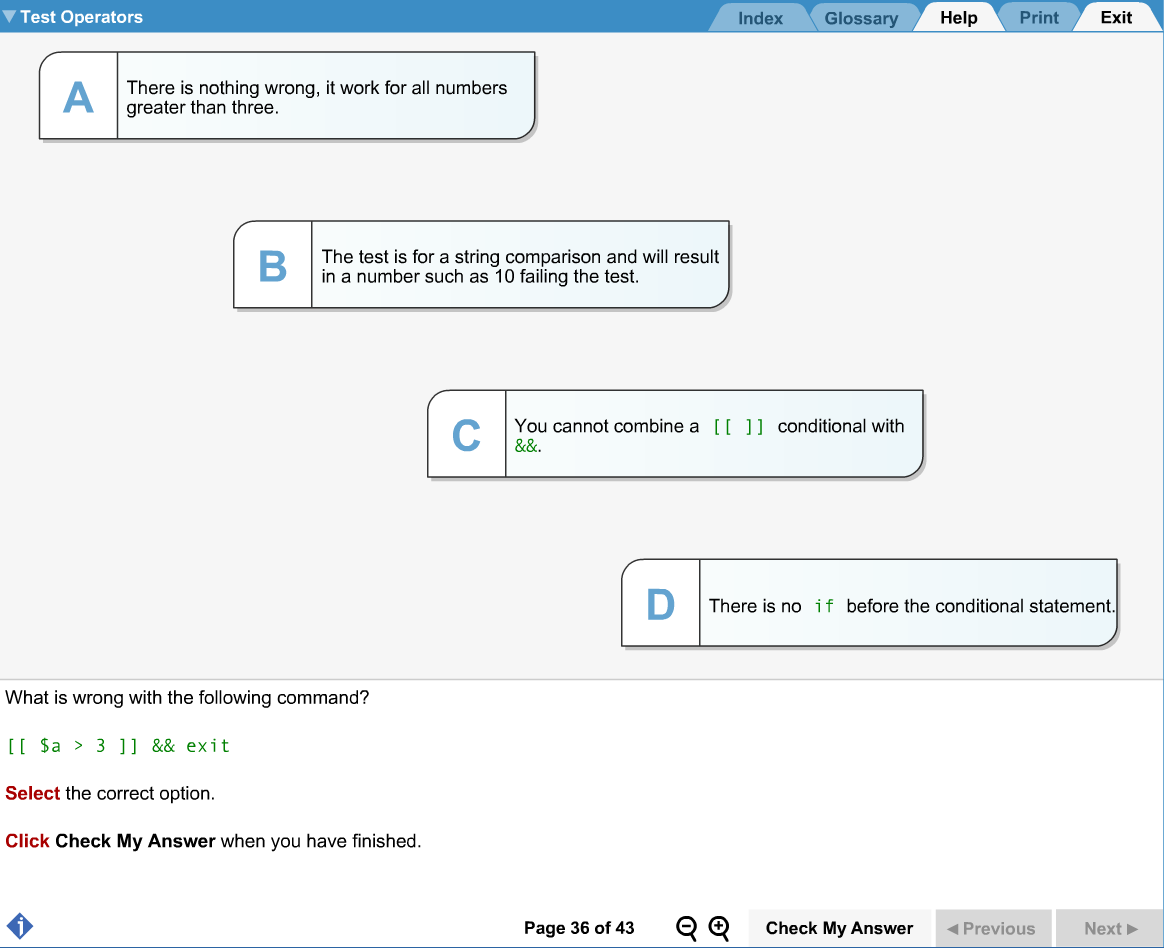 Test Operators
Index Glossary Help Print Exit
A
There is nothing wrong, it work for all numbers
greater than three.
B
The test is for a string comparison and will result
in a number such as 10 failing the test.
C
You cannot combine a [[ ]] conditional with
&&.
D
There is no if before the conditional statement.
What is wrong with the following command?
[[ $a > 3 ]] && exit
Select the correct option.
Click Check My Answer when you have finished.
i
Page 36 of 43
Check My Answer
Previous
Next